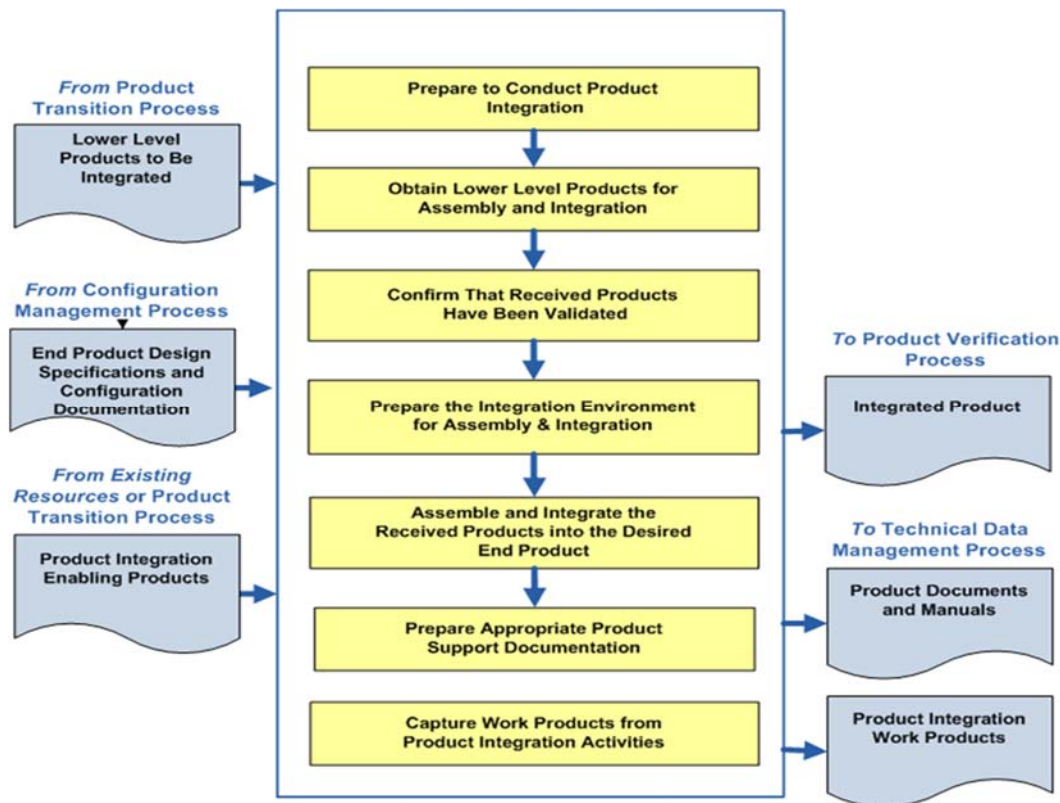 From Product
Transition Process
Lower Level
Products to Be
Integrated
From Configuration
Management Process
End Product Design
Specifications and
Configuration
Documentation
From Existing
Resources or Product
Transition Process
Product Integration
Enabling Products
Prepare to Conduct Product
Integration
Obtain Lower Level Products for
Assembly and Integration
Confirm That Received Products
Have Been Validated
Prepare the Integration Environment
for Assembly & Integration
Assemble and Integrate the
Received Products into the Desired
End Product
Prepare Appropriate Product
Support Documentation
Capture Work Products from
Product Integration Activities
To Product Verification
Process
Integrated Product
To Technical Data
Management Process
Product Documents
and Manuals
Product Integration
Work Products